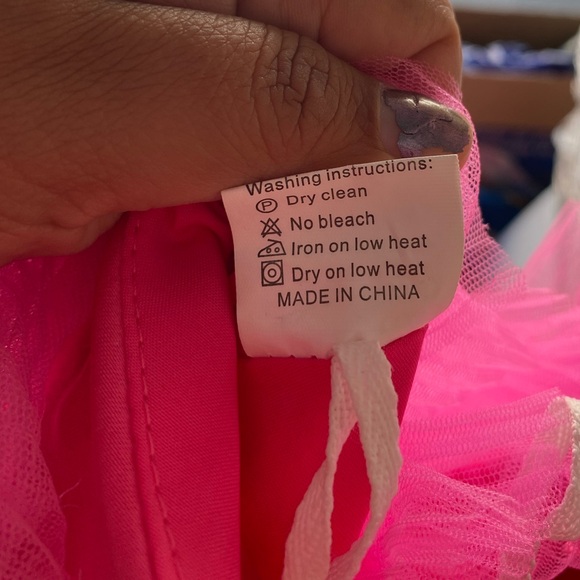 Washing instructions:
P Dry clean
No bleach
Iron on low heat
Dry on low heat
MADE IN CHINA